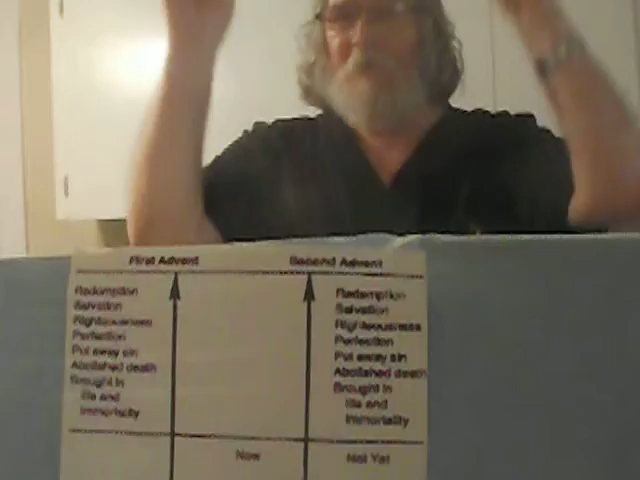 First Advent Second Advent
Redemption
Salvation
Righteousness
Perfection
Put away sin
Abolished death
Brought in
life and
immortality
Redemption
Salvation
Righteousness
Perfection
Put away sin
Abolished death
Brought in
life and
immortality
Now Not Yet